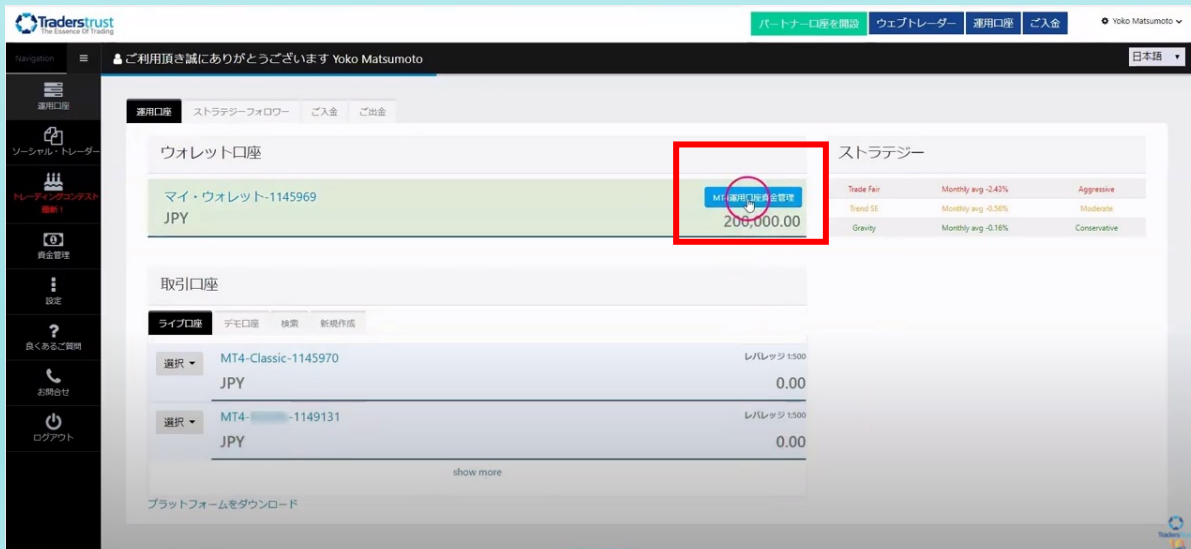 Traderstrust
The Essence Of Trading
パートナー口座を開設
ウェブトレーダー
運用口座
ご入金
Yoko Matsumoto
Navigation
ご利用頂き誠にありがとうございます Yoko Matsumoto
日本語
運用口座
ソーシャル・トレーダー
トレーディングコンテスト
最新！
資金管理
設定
良くあるご質問
お問合せ
ログアウト
運用口座
ストラテジーフォロワー
ご入金
ご出金
ウォレット口座
マイ・ウォレット-1145969
MT4運用口座資金管理
JPY
200,000.00
取引口座
ライブ口座
デモ口座
検索
新規作成
選択
MT4-Classic-1145970
レバレッジ 1:500
JPY
0.00
選択
MT4-
-1149131
レバレッジ 1:500
JPY
0.00
show more
プラットフォームをダウンロード
ストラテジー
Trade Fair Monthly avg -2.43% Aggressive
Trend SE Monthly avg -0.56% Moderate
Gravity Monthly avg -0.16% Conservative